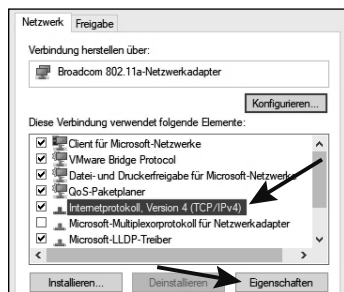 Netzwerk Freigabe
Verbindung herstellen über:
Broadcom 802.11a-Netzwerkadapter
Konfigurieren...
Diese Verbindung verwendet folgende Elemente:
Client für Microsoft-Netzwerke
VMware Bridge Protocol
Datei- und Druckerfreigabe für Microsoft-Netzwerke
QoS-Paketplaner
Internetprotokoll, Version 4 (TCP/IPv4)
Microsoft-Multiplexorprotokoll für Netzwerkadapter
Microsoft-LLDP-Treiber
Installieren... Deinstallieren Eigenschaften